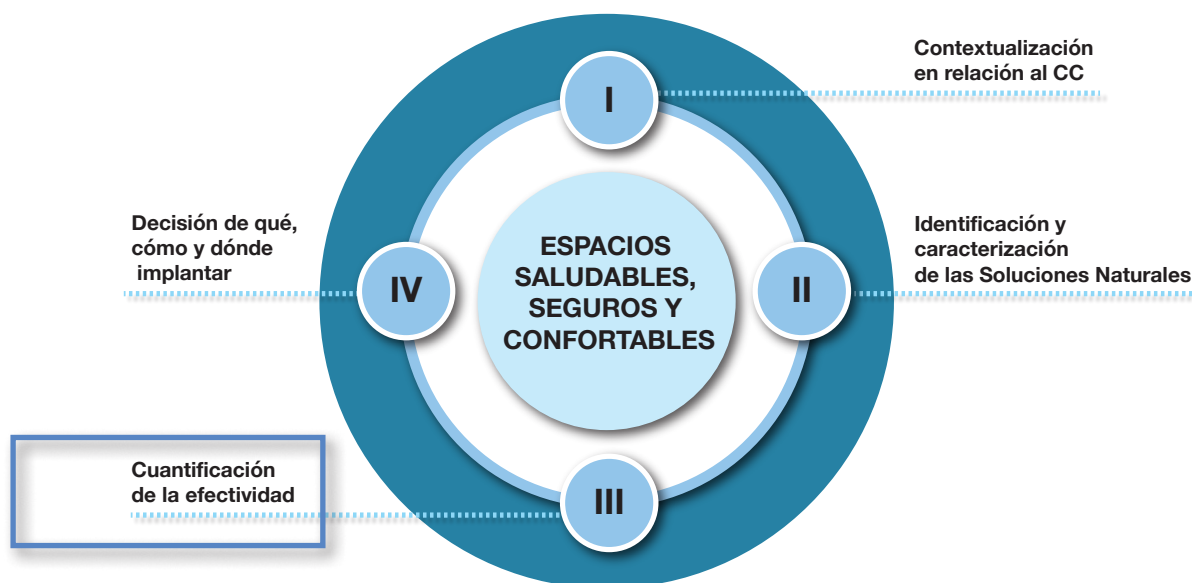 I
Contextualización
en relación al CC
II
Identificación y
caracterización
de las Soluciones Naturales
III
Cuantificación
de la efectividad
IV
Decisión de qué,
cómo y dónde
implantar
ESPACIOS
SALUDABLES,
SEGUROS Y
CONFORTABLES